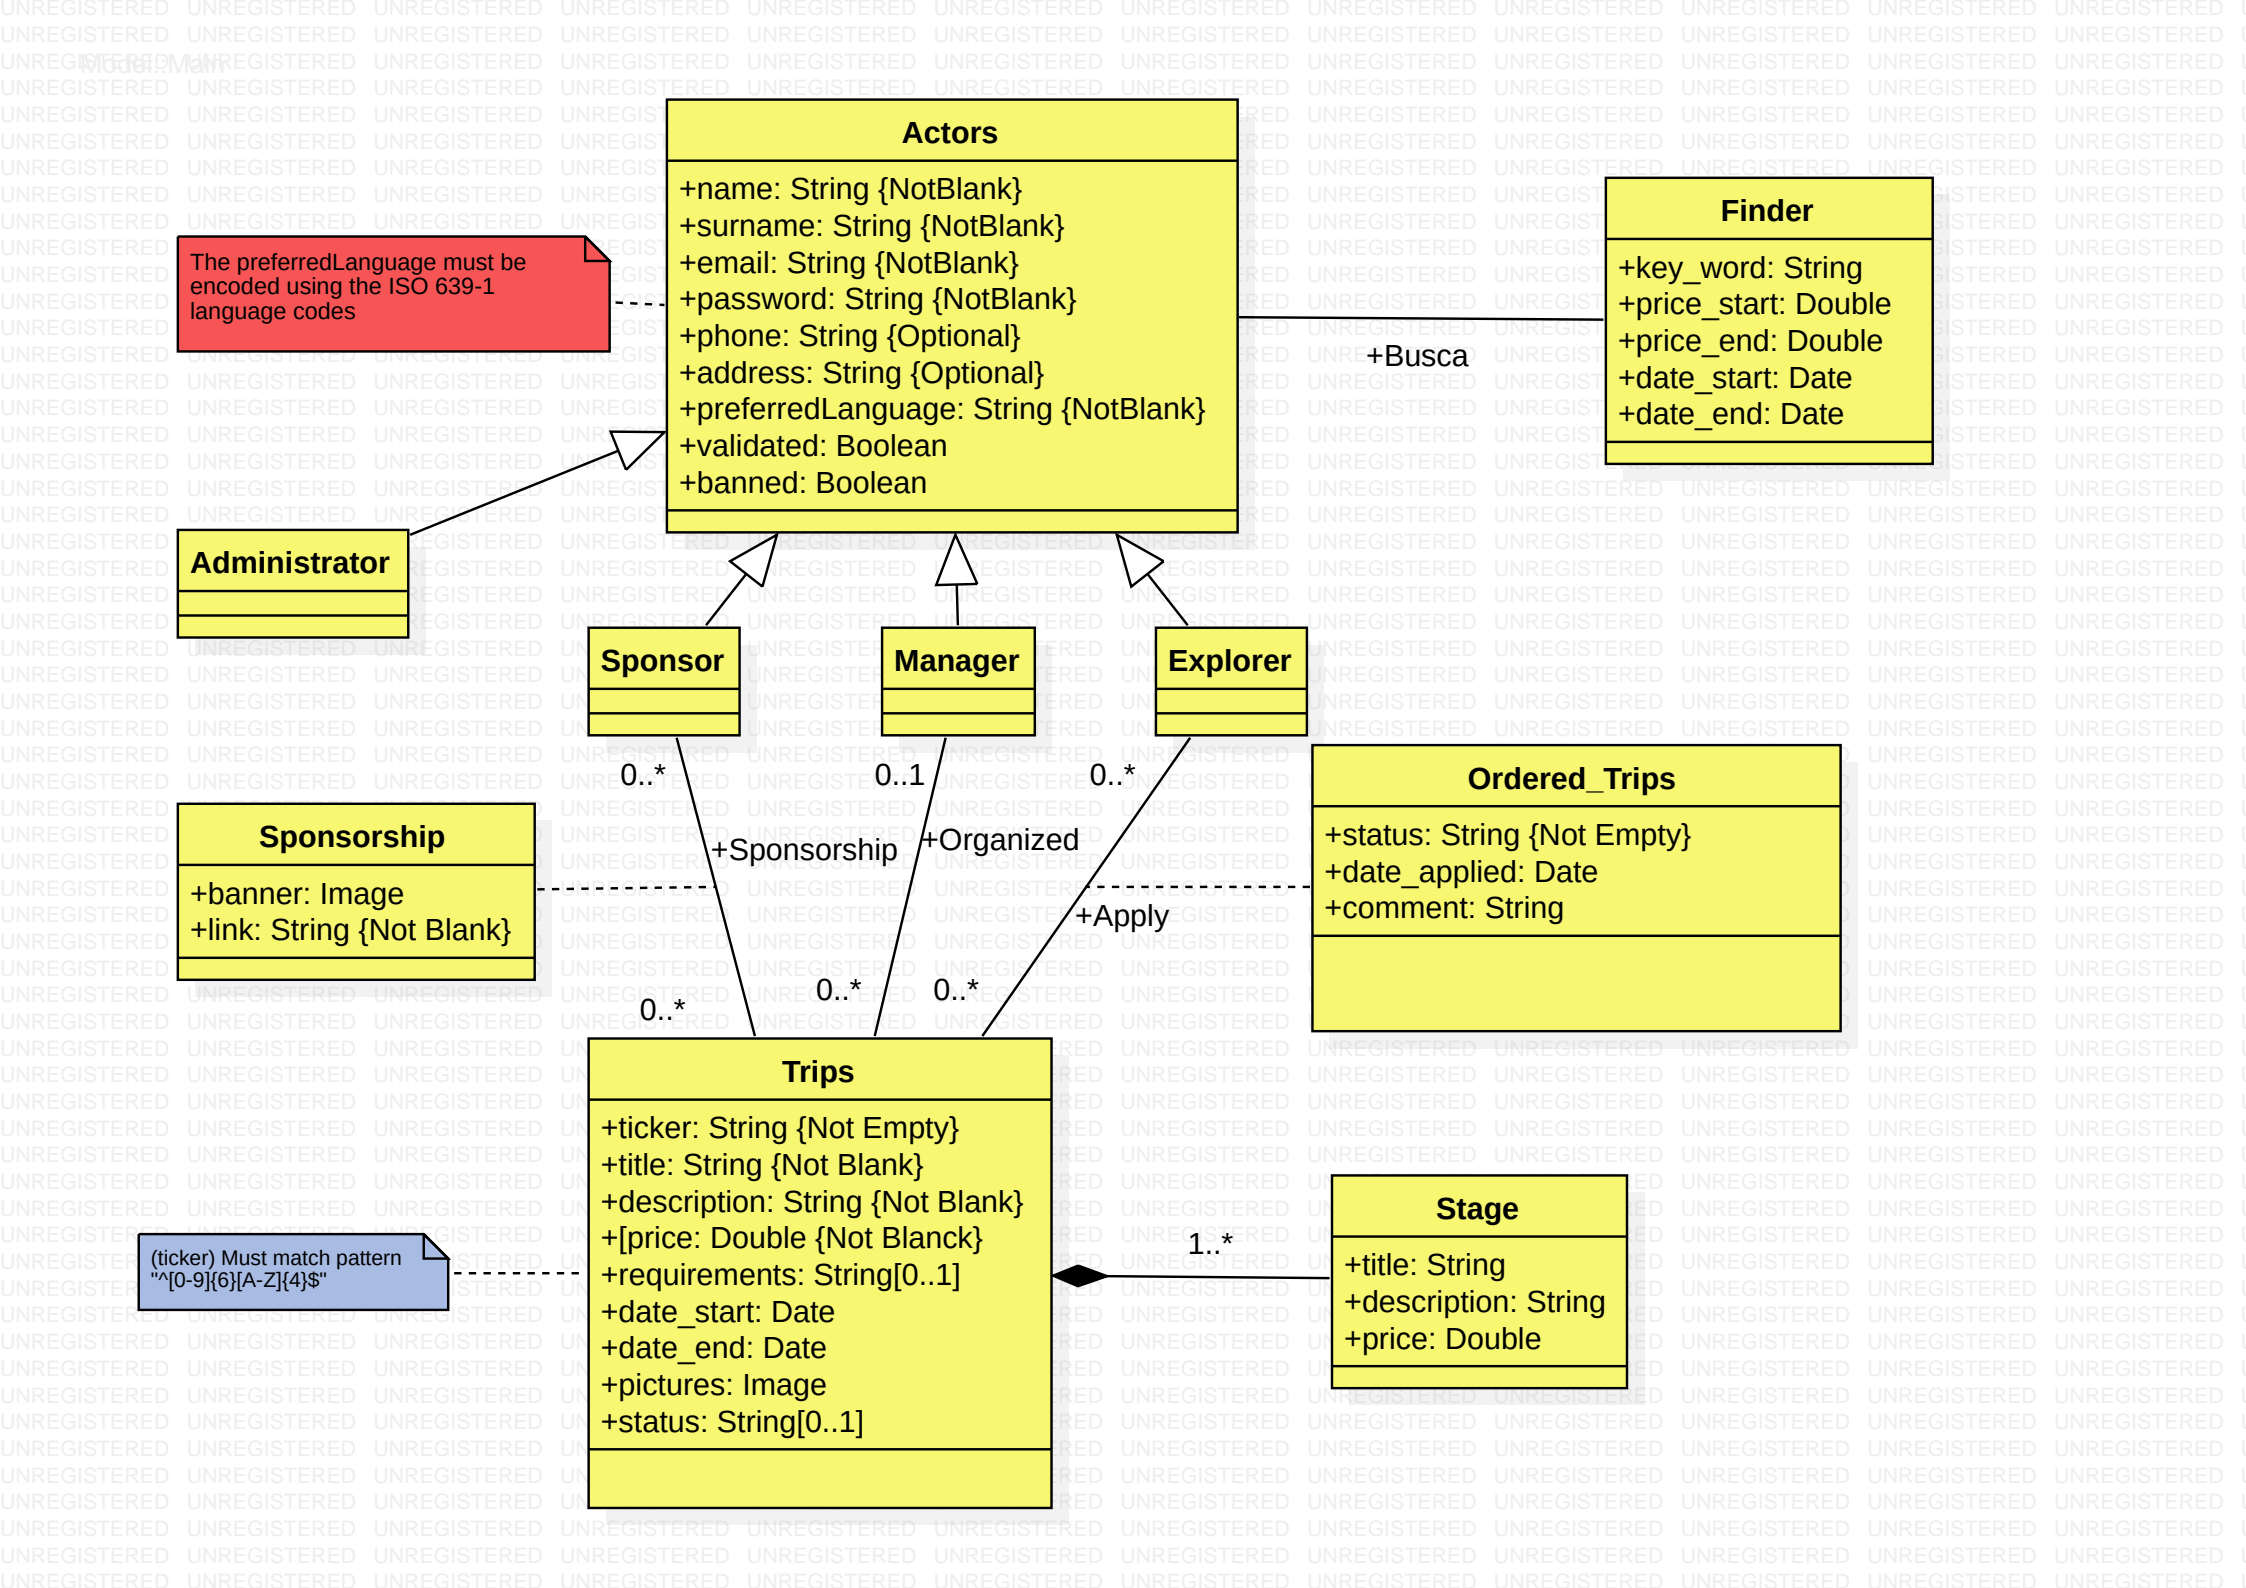 Model::Main
Actors
+name: String {NotBlank}
+surname: String {NotBlank}
+email: String {NotBlank}
+password: String {NotBlank}
+phone: String {Optional}
+address: String {Optional}
+preferredLanguage: String {NotBlank}
+validated: Boolean
+banned: Boolean
Finder
+key_word: String
+price_start: Double
+price_end: Double
+date_start: Date
+date_end: Date
The preferredLanguage must be
encoded using the ISO 639-1
language codes
+Busca
Administrator
Sponsor
Manager
Explorer
0..*
0..1
0..*
Ordered_Trips
+status: String {Not Empty}
+date_applied: Date
+comment: String
Sponsorship
+banner: Image
+link: String {Not Blank}
+Sponsorship
+Organized
+Apply
0..*
0..*
0..*
Trips
+ticker: String {Not Empty}
+title: String {Not Blank}
+description: String {Not Blank}
+[price: Double {Not Blanck}
+requirements: String[0..1]
+date_start: Date
+date_end: Date
+pictures: Image
+status: String[0..1]
(ticker) Must match pattern
"^[0-9]{6}[A-Z]{4}$"
1..*
Stage
+title: String
+description: String
+price: Double
UNREGISTERED